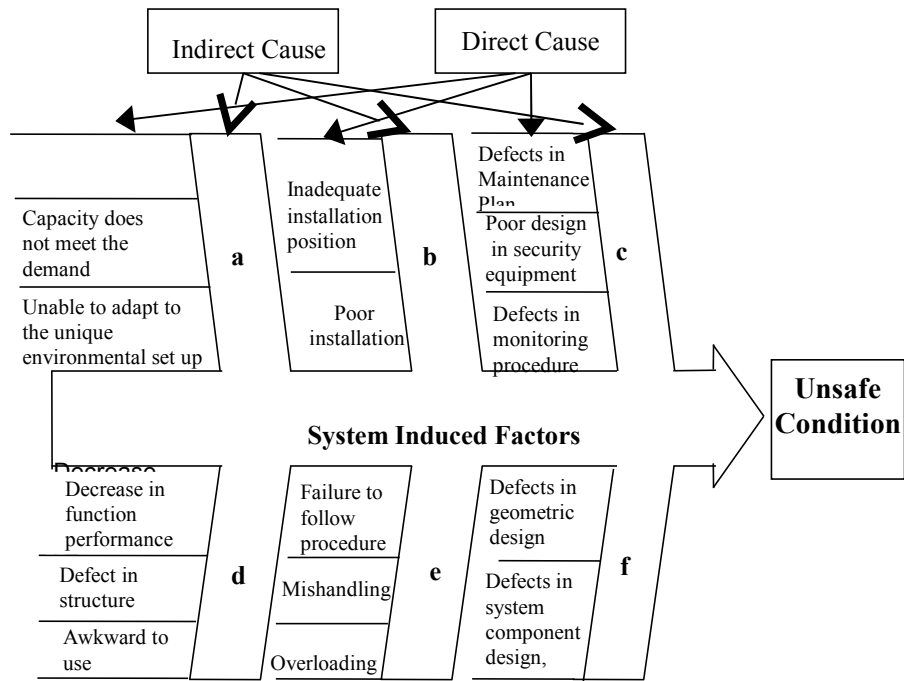 Indirect Cause
Direct Cause
Capacity does
not meet the
demand
Unable to adapt to
the unique
environmental set up
a
Inadequate
installation
position
Poor
installation
b
Defects in
Maintenance
Plan
Poor design
in security
equipment
Defects in
monitoring
procedure
c
System Induced Factors
Unsafe
Condition
Decrease
Decrease in
function
performance
Defect in
structure
Awkward to
use
d
Failure to
follow
procedure
Mishandling
Overloading
e
Defects in
geometric
design
Defects in
system
component
design,
f